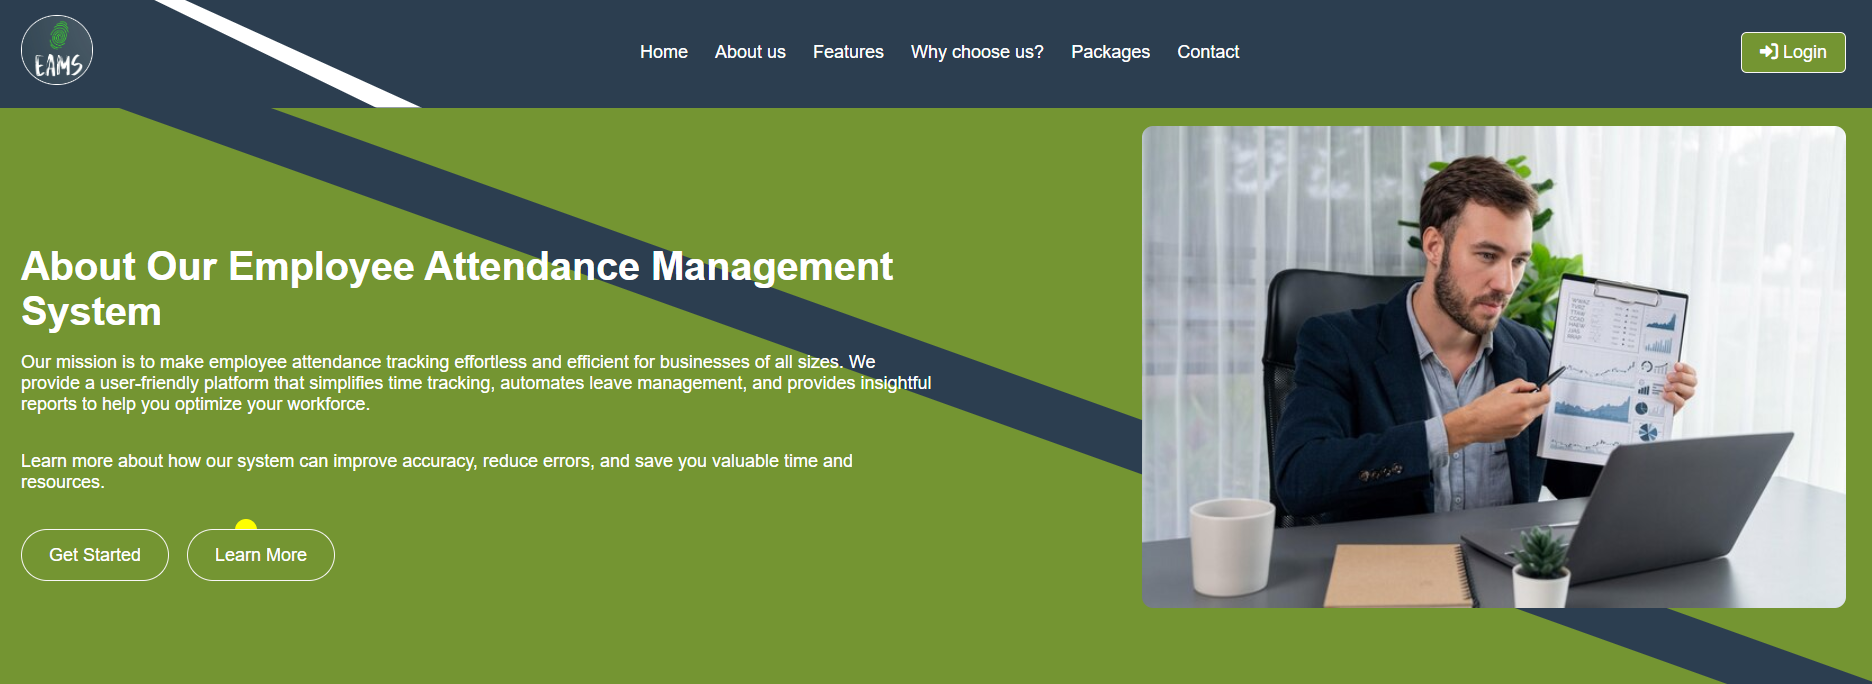 EAMS
Home About us Features Why choose us? Packages Contact
Login
About Our Employee Attendance Management
System
Our mission is to make employee attendance tracking effortless and efficient for businesses of all sizes. We
provide a user-friendly platform that simplifies time tracking, automates leave management, and provides insightful
reports to help you optimize your workforce.
Learn more about how our system can improve accuracy, reduce errors, and save you valuable time and
resources.
Get Started Learn More